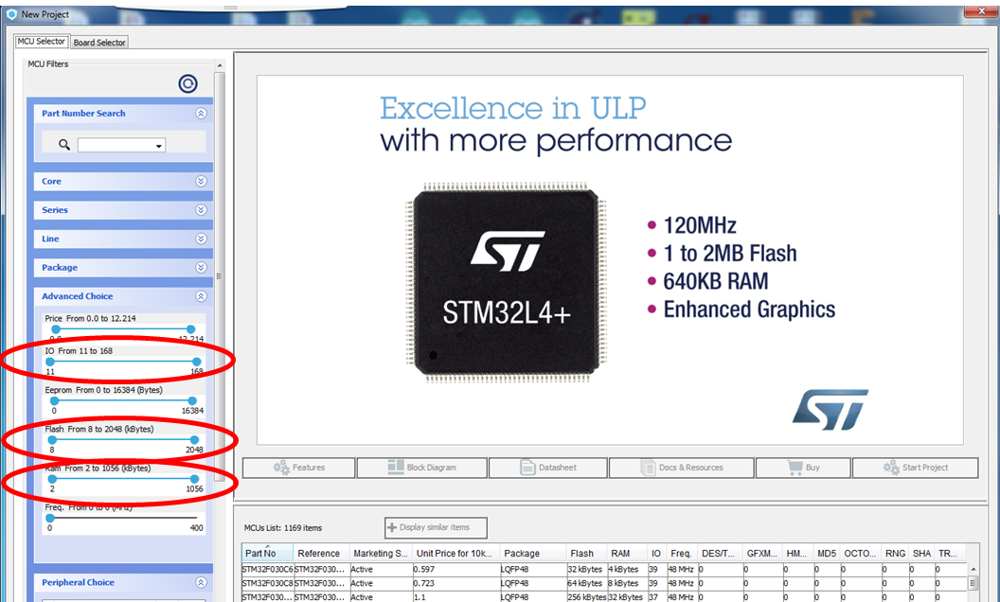 New Project
MCU Selector Board Selector
MCU Filters
Part Number Search
Core
Series
Line
Package
Advanced Choice
Price From 0.0 to 12.214
0.0 12.214
IO From 11 to 168
11 168
Eeprom From 0 to 16384 (Bytes)
0 16384
Flash From 8 to 2048 (kBytes)
8 2048
Ram From 2 to 1056 (kBytes)
2 1056
Freq. From 0 to 0 (MHz)
0 400
Peripheral Choice
Excellence in ULP
with more performance
ST
STM32L4+
• 120MHz
• 1 to 2MB Flash
• 640KB RAM
• Enhanced Graphics
ST
Features Block Diagram Datasheet Docs & Resources Buy Start Project
MCUs List: 1169 items Display similar items
Part No Reference Marketing S... Unit Price for 10k... Package Flash RAM IO Freq. DES/T... GFXM... HM... MD5 OCTO... RNG SHA TR...
STM32F030C6 STM32F030... Active 0.597 LQFP48 32 kBytes 4 kBytes 39 48 MHz 0 0 0 0 0 0 0 0
STM32F030C8 STM32F030... Active 0.723 LQFP48 64 kBytes 8 kBytes 39 48 MHz 0 0 0 0 0 0 0 0
STM32F030... STM32F030... Active 1.1 LQFP48 256 kBytes 32 kBytes 37 48 MHz 0 0 0 0 0 0 0 0